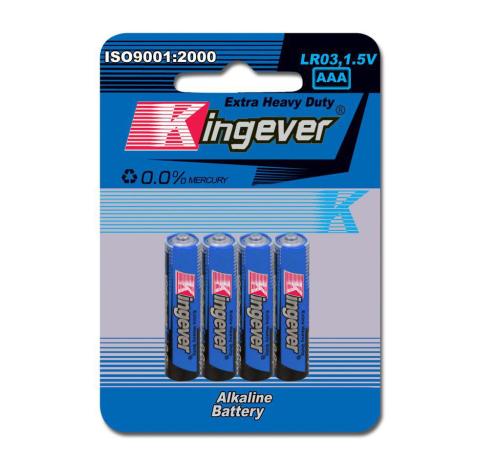 ISO9001:2000
LR03,1.5V
AAA
Extra Heavy Duty
Kingever®
0.0% MERCURY
K
Kingever
Kingever
Kingever
Kingever
Alkaline
Battery